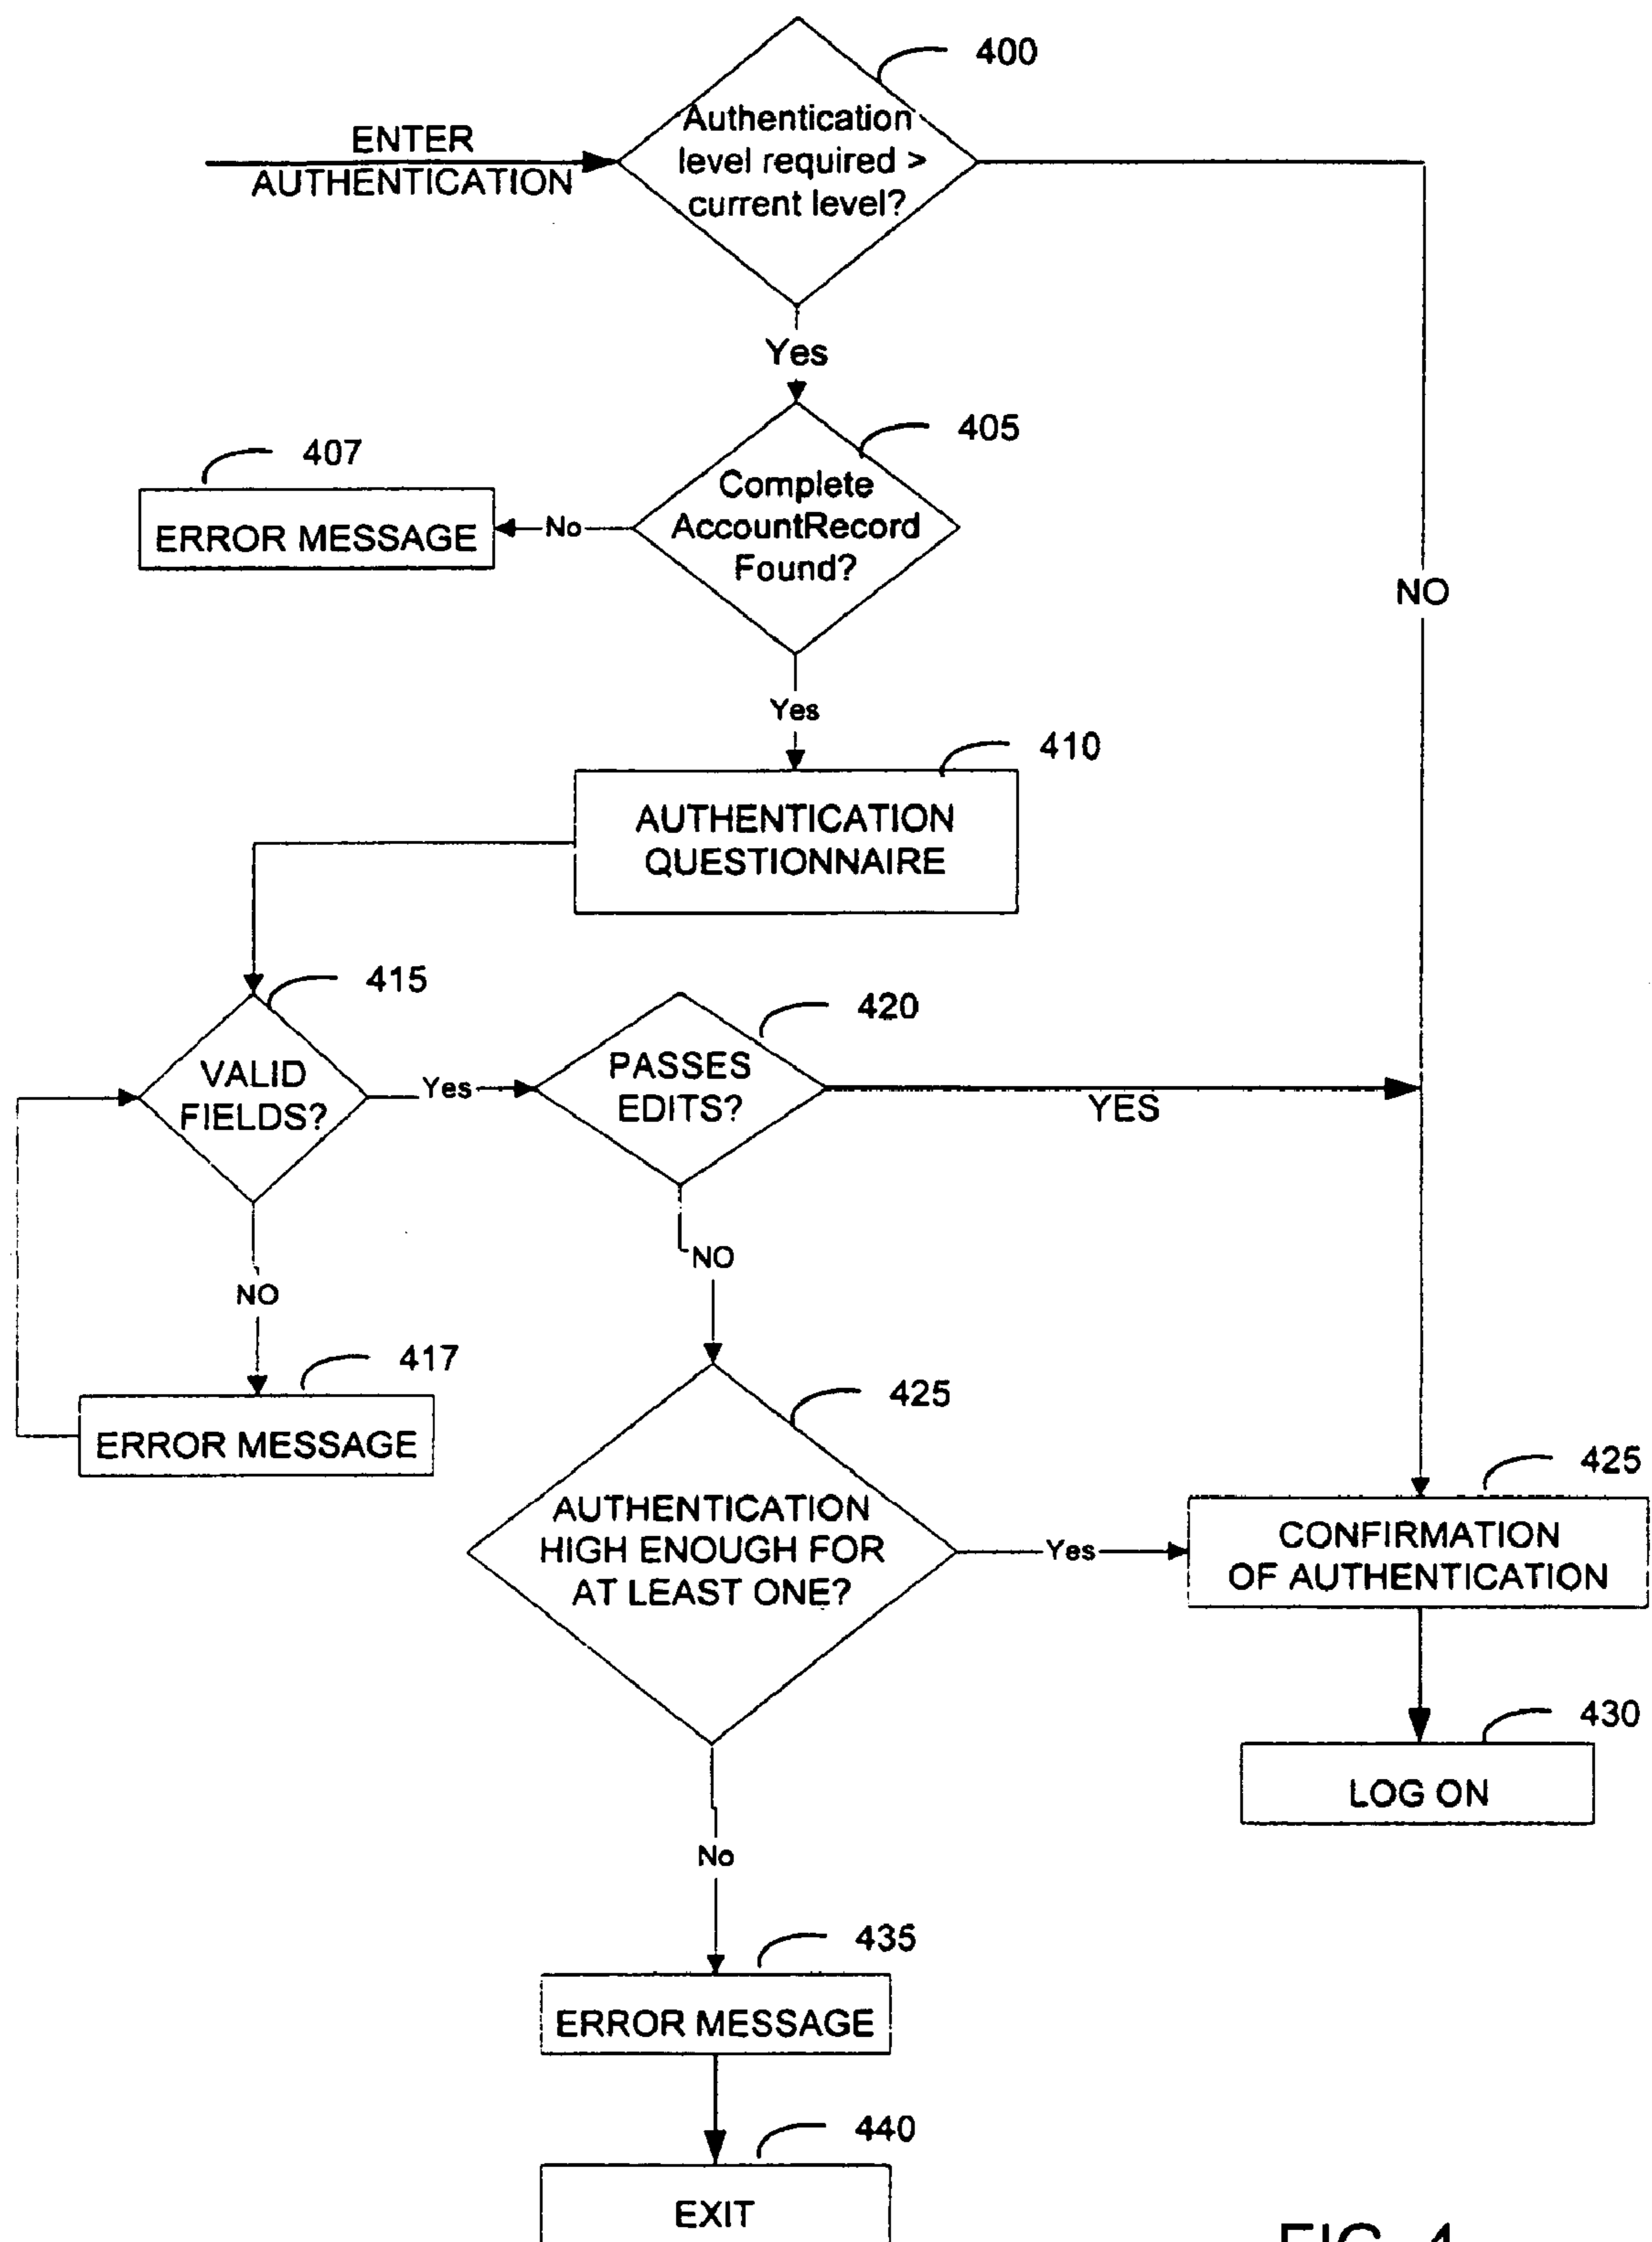 400
Authentication
level required >
current level?
ENTER
AUTHENTICATION
Yes
405
Complete
AccountRecord
Found?
407
ERROR MESSAGE
No
NO
Yes
410
AUTHENTICATION
QUESTIONNAIRE
415
VALID
FIELDS?
Yes
420
PASSES
EDITS?
YES
NO
NO
417
ERROR MESSAGE
425
AUTHENTICATION
HIGH ENOUGH FOR
AT LEAST ONE?
Yes
425
CONFIRMATION
OF AUTHENTICATION
430
LOG ON
No
435
ERROR MESSAGE
440
EXIT
FIG. 4